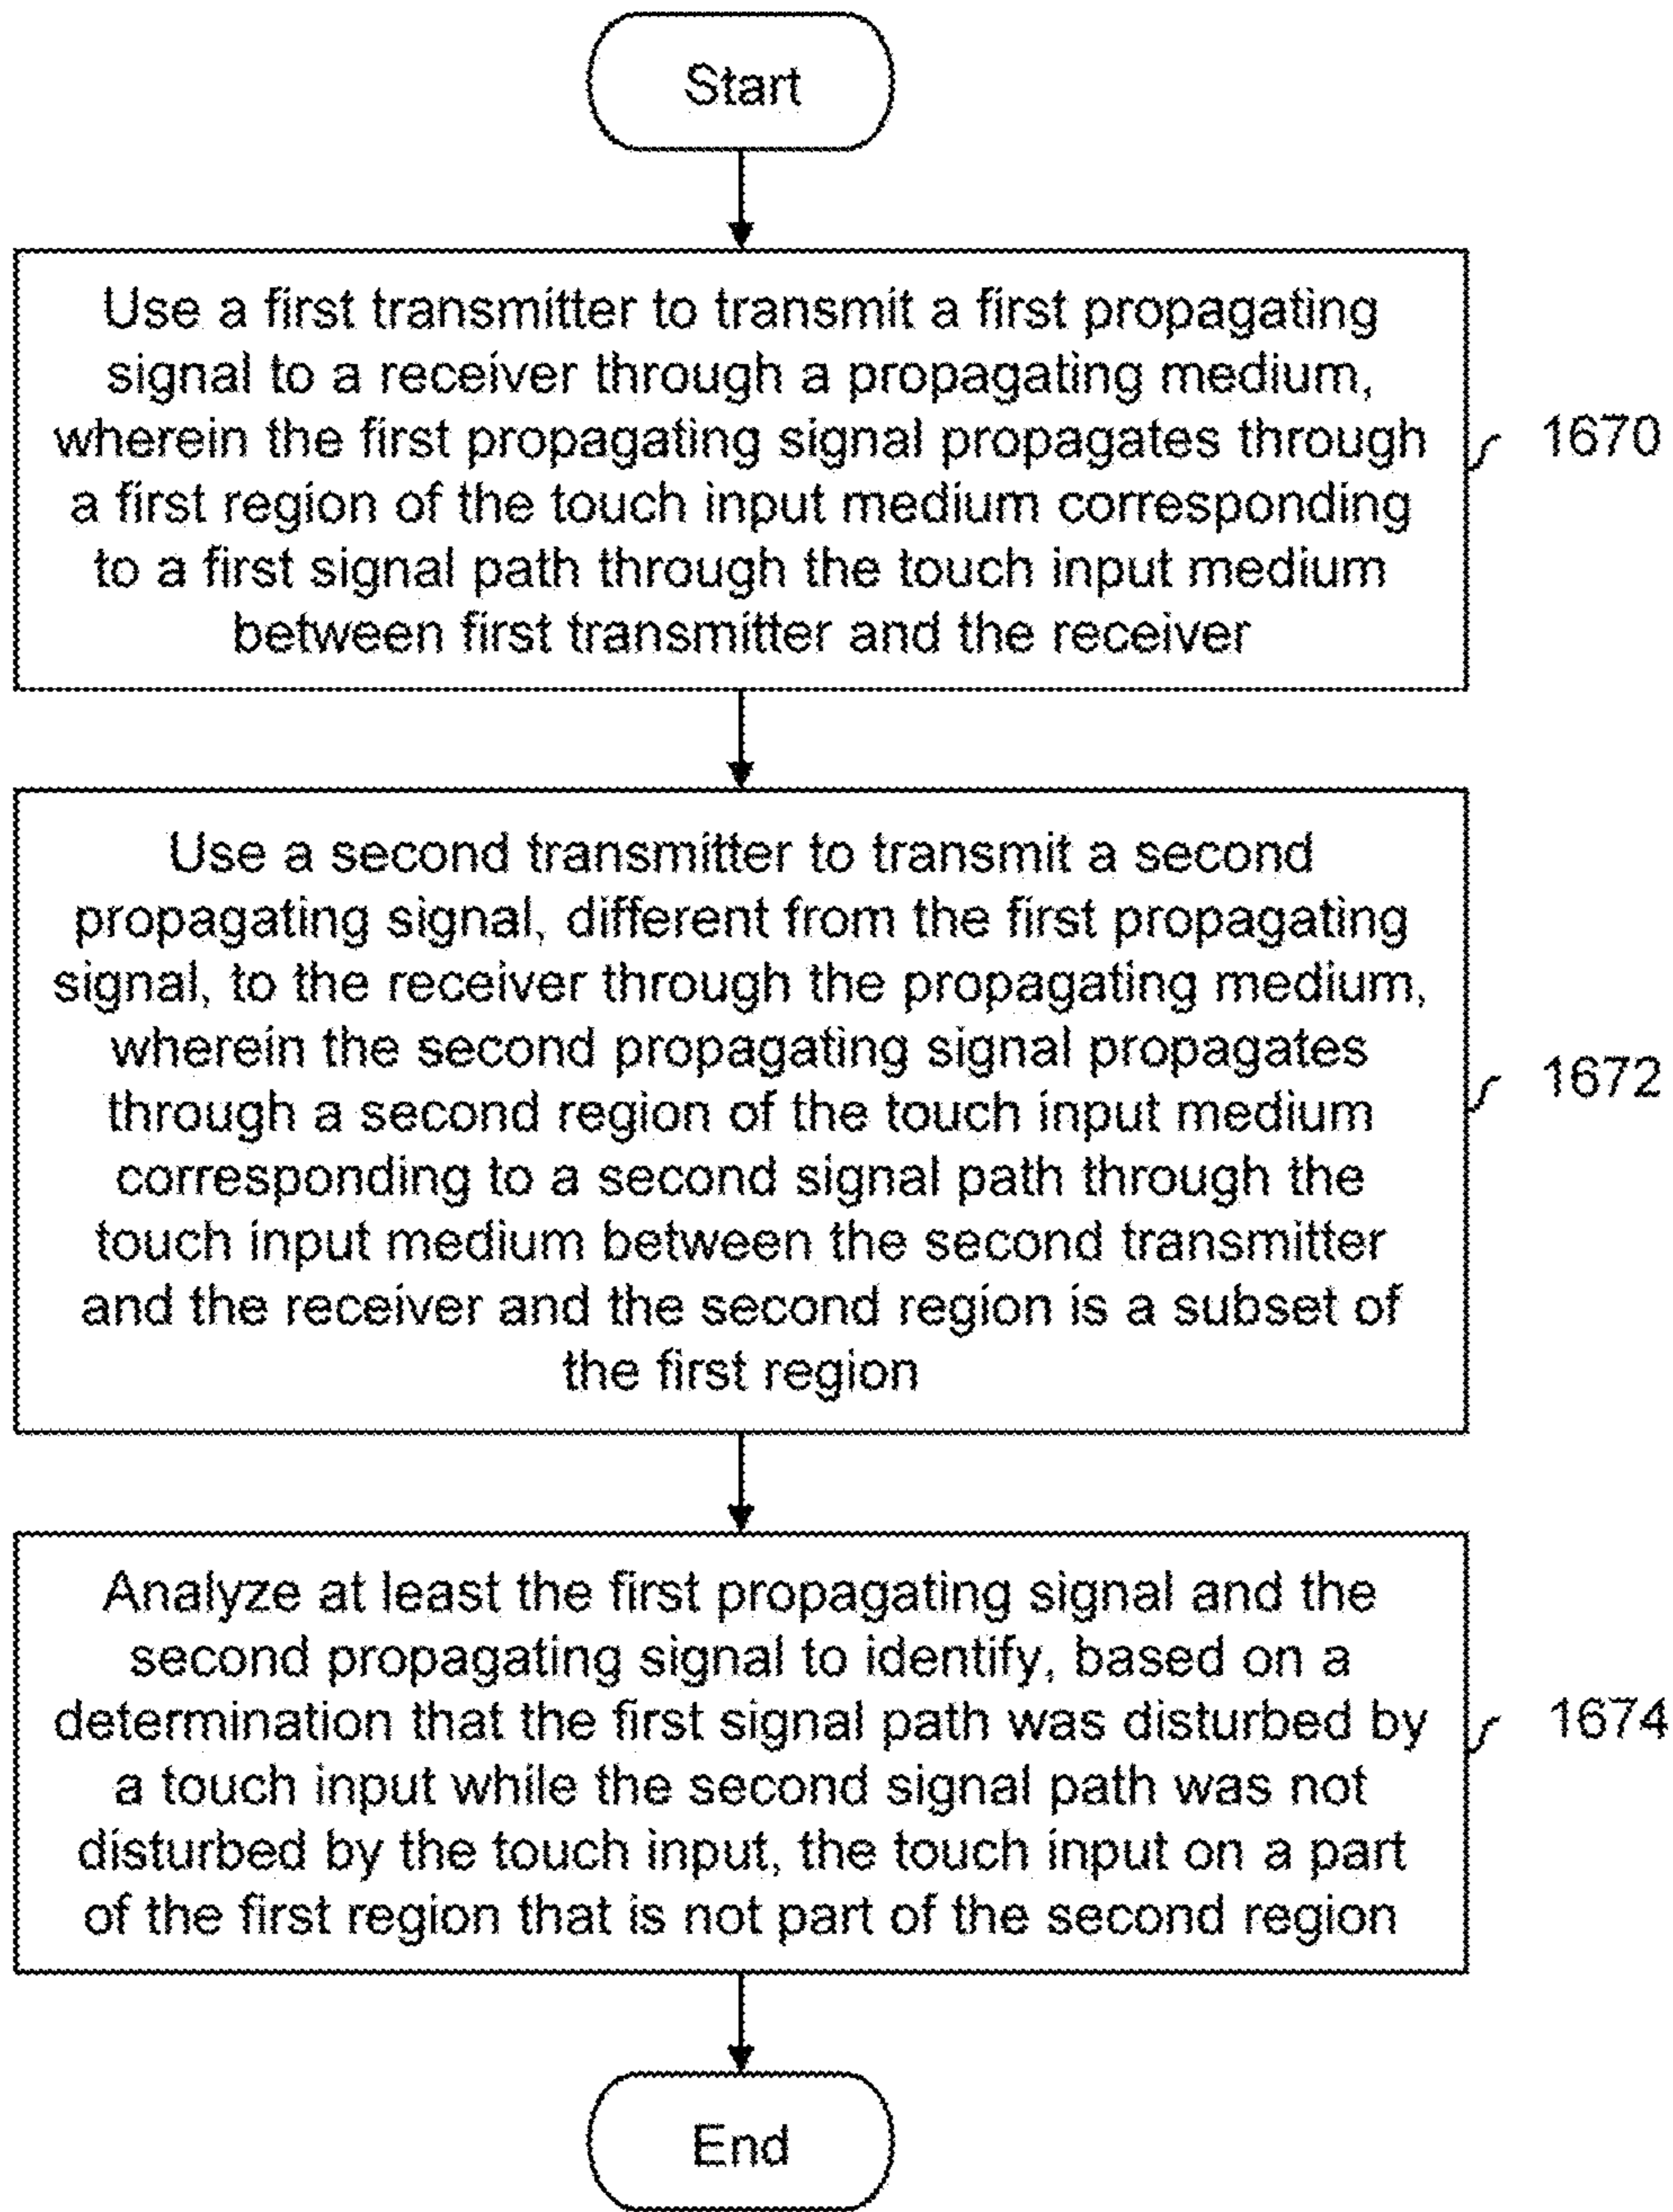 Start
Use a first transmitter to transmit a first propagating
signal to a receiver through a propagating medium,
wherein the first propagating signal propagates through
a first region of the touch input medium corresponding
to a first signal path through the touch input medium
between first transmitter and the receiver
1670
Use a second transmitter to transmit a second
propagating signal, different from the first propagating
signal, to the receiver through the propagating medium,
wherein the second propagating signal propagates
through a second region of the touch input medium
corresponding to a second signal path through the
touch input medium between the second transmitter
and the receiver and the second region is a subset of
the first region
1672
Analyze at least the first propagating signal and the
second propagating signal to identify, based on a
determination that the first signal path was disturbed by
a touch input while the second signal path was not
disturbed by the touch input, the touch input on a part
of the first region that is not part of the second region
1674
End